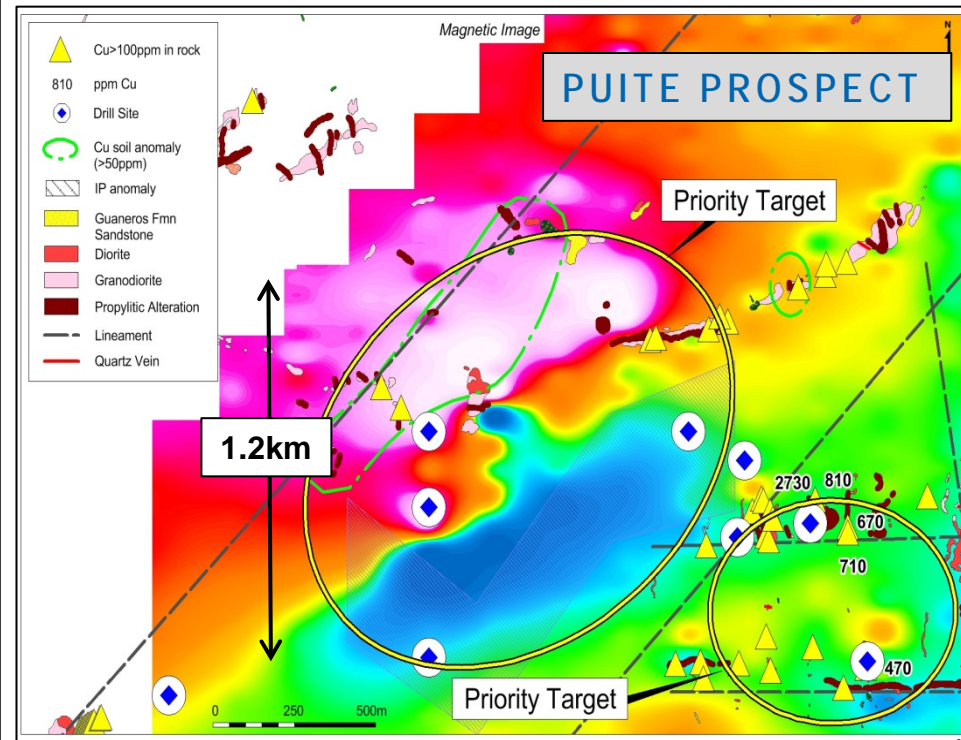 Magnetic Image
N
PUITE PROSPECT
Cu>100ppm in rock
810 ppm Cu
Drill Site
Cu soil anomaly
(>50ppm)
IP anomaly
Guaneros Fmn
Sandstone
Diorite
Granodiorite
Propylitic Alteration
Lineament
Quartz Vein
Priority Target
1.2km
2730
810
670
710
470
Priority Target
0 250 500m